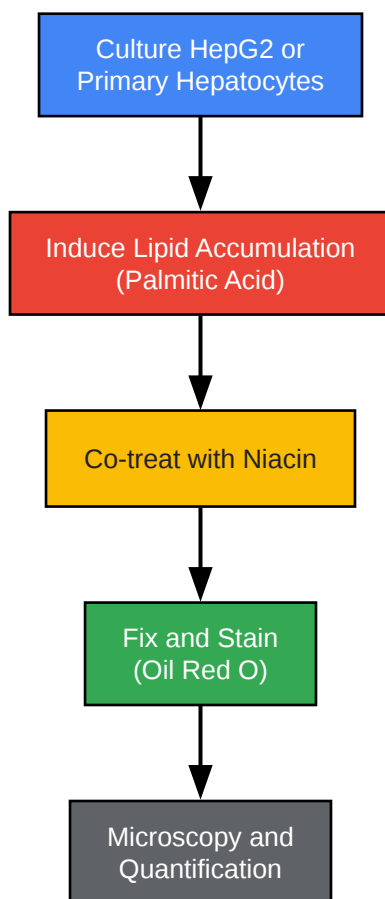 Culture HepG2 or
Primary Hepatocytes
Induce Lipid Accumulation
(Palmitic Acid)
Co-treat with Niacin
Fix and Stain
(Oil Red O)
Microscopy and
Quantification